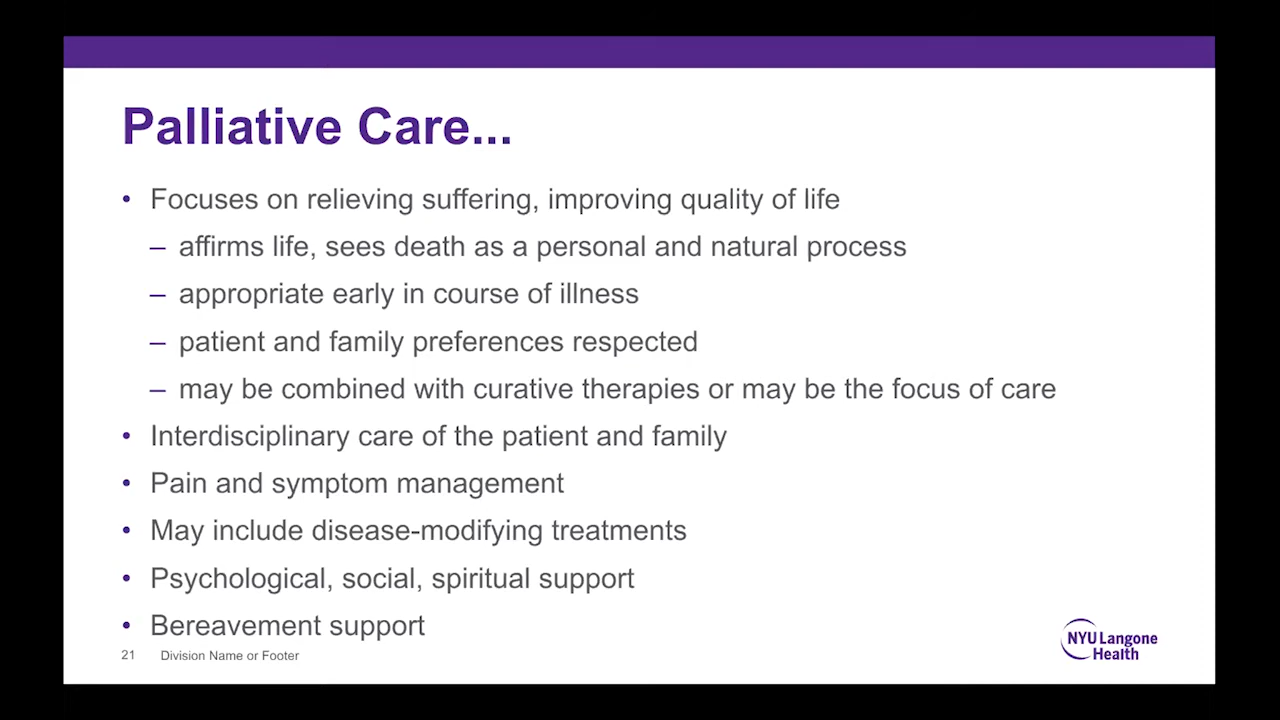 Palliative Care...
• Focuses on relieving suffering, improving quality of life
– affirms life, sees death as a personal and natural process
– appropriate early in course of illness
– patient and family preferences respected
– may be combined with curative therapies or may be the focus of care
• Interdisciplinary care of the patient and family
• Pain and symptom management
• May include disease-modifying treatments
• Psychological, social, spiritual support
• Bereavement support
21 Division Name or Footer
NYU Langone
Health